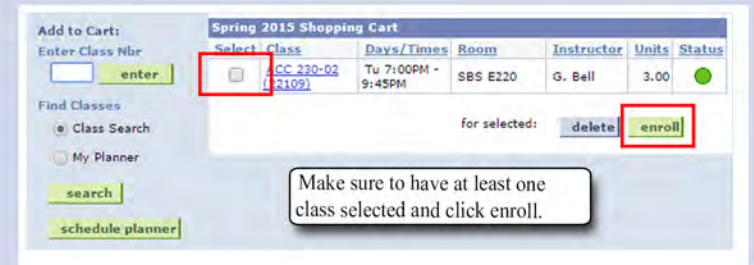 Add to Cart:
Enter Class Nbr
enter
Find Classes
Class Search
My Planner
search
schedule planner
Spring 2015 Shopping Cart
Select Class Days/Times Room Instructor Units Status
ACC 230-02 Tu 7:00PM - SBS E220 G. Bell 3.00
(22109) 9:45PM
for selected: delete enroll
Make sure to have at least one
class selected and click enroll.